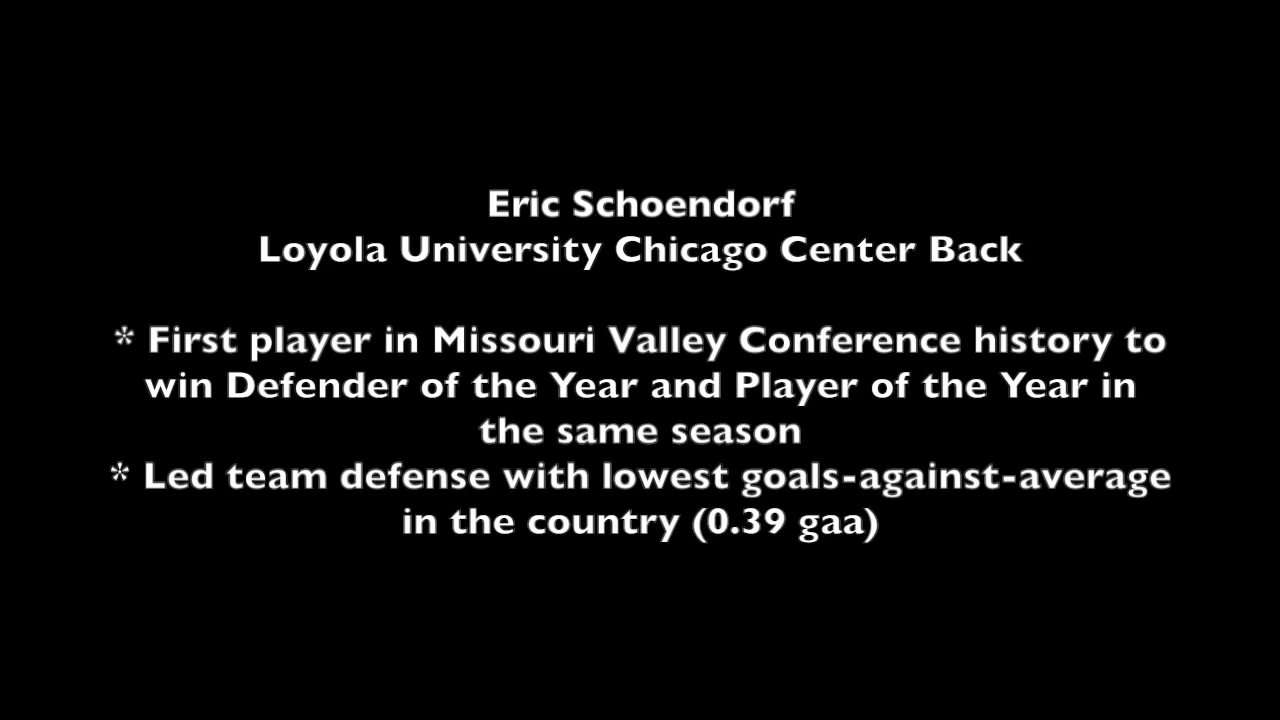 Eric Schoendorf
Loyola University Chicago Center Back
* First player in Missouri Valley Conference history to
win Defender of the Year and Player of the Year in
the same season
* Led team defense with lowest goals-against-average
in the country (0.39 gaa)